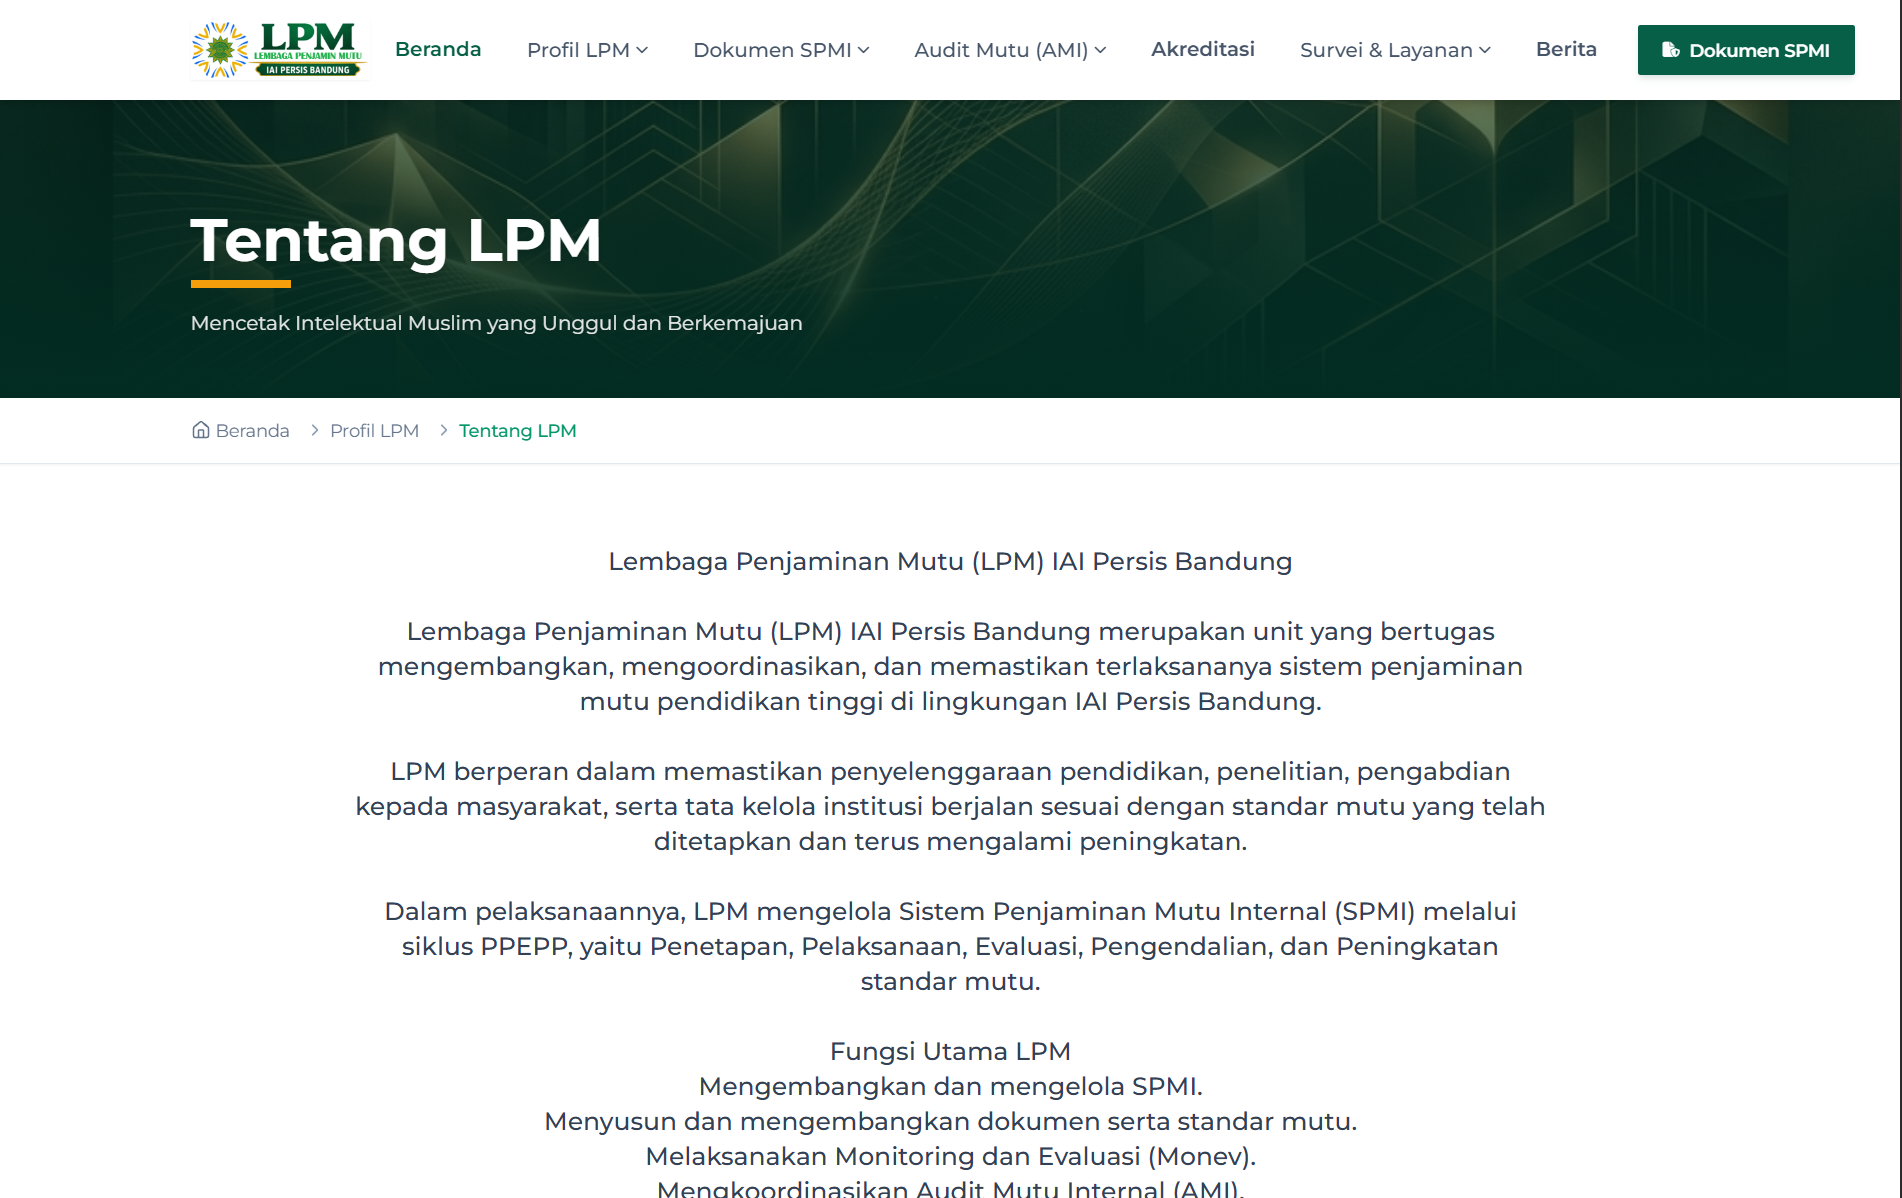 LPM
LEMBAGA PENJAMIN MUTU
IAI PERSIS BANDUNG
Beranda
Profil LPM
Dokumen SPMI
Audit Mutu (AMI)
Akreditasi
Survei & Layanan
Berita
Dokumen SPMI
Tentang LPM
Mencetak Intelektual Muslim yang Unggul dan Berkemajuan
Beranda
Profil LPM
Tentang LPM
Lembaga Penjaminan Mutu (LPM) IAI Persis Bandung
Lembaga Penjaminan Mutu (LPM) IAI Persis Bandung merupakan unit yang bertugas
mengembangkan, mengoordinasikan, dan memastikan terlaksananya sistem penjaminan
mutu pendidikan tinggi di lingkungan IAI Persis Bandung.
LPM berperan dalam memastikan penyelenggaraan pendidikan, penelitian, pengabdian
kepada masyarakat, serta tata kelola institusi berjalan sesuai dengan standar mutu yang telah
ditetapkan dan terus mengalami peningkatan.
Dalam pelaksanaannya, LPM mengelola Sistem Penjaminan Mutu Internal (SPMI) melalui
siklus PPEPP, yaitu Penetapan, Pelaksanaan, Evaluasi, Pengendalian, dan Peningkatan
standar mutu.
Fungsi Utama LPM
Mengembangkan dan mengelola SPMI.
Menyusun dan mengembangkan dokumen serta standar mutu.
Melaksanakan Monitoring dan Evaluasi (Monev).
Mengkoordinasikan Audit Mutu Internal (AMI).